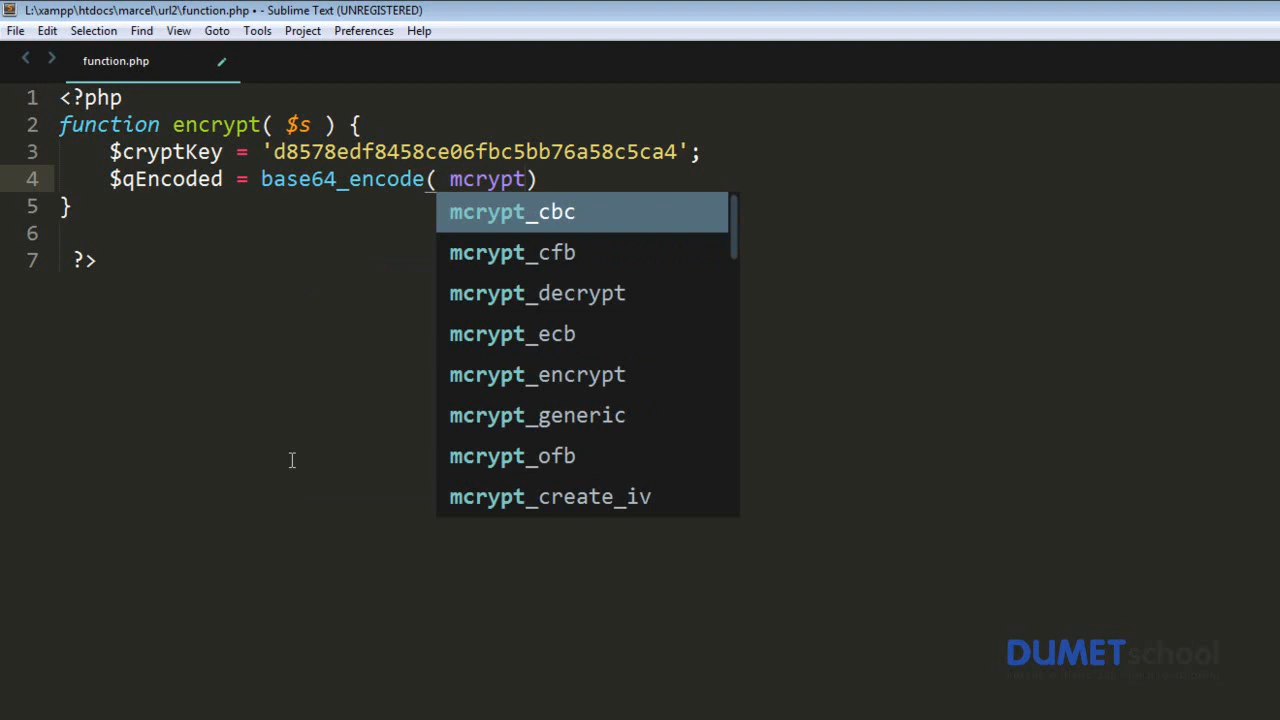 L:\xampp\htdocs\marcel\url2\function.php • - Sublime Text (UNREGISTERED)
File Edit Selection Find View Goto Tools Project Preferences Help
function.php
1 <?php
2 function encrypt( $s ) {
3 $cryptKey = 'd8578edf8458ce06fbc5bb76a58c5ca4';
4 $qEncoded = base64_encode( mcrypt)
5 }
6
7 ?>
mcrypt_cbc
mcrypt_cfb
mcrypt_decrypt
mcrypt_ecb
mcrypt_encrypt
mcrypt_generic
mcrypt_ofb
mcrypt_create_iv
DUMETschool